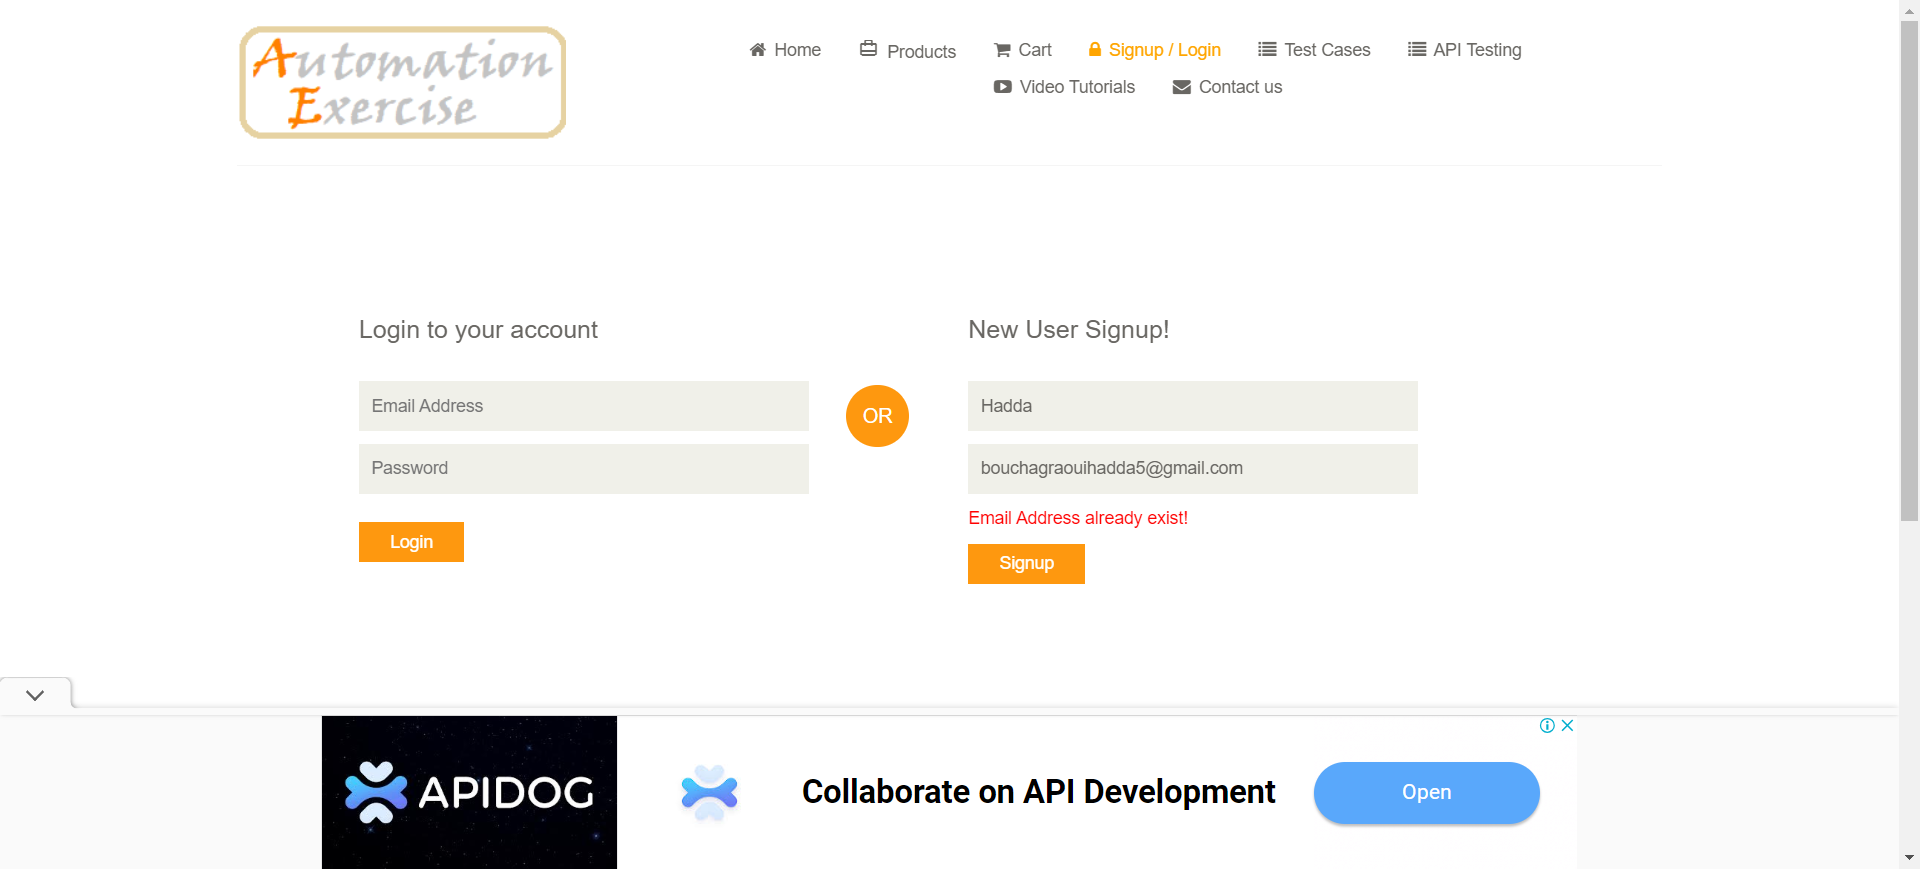 Automation
Exercise
Home
Products
Cart
Signup / Login
Test Cases
API Testing
Video Tutorials
Contact us
Login to your account
Email Address
Password
Login
OR
New User Signup!
Hadda
bouchagraouihadda5@gmail.com
Email Address already exist!
Signup
APIDOG
Collaborate on API Development
Open